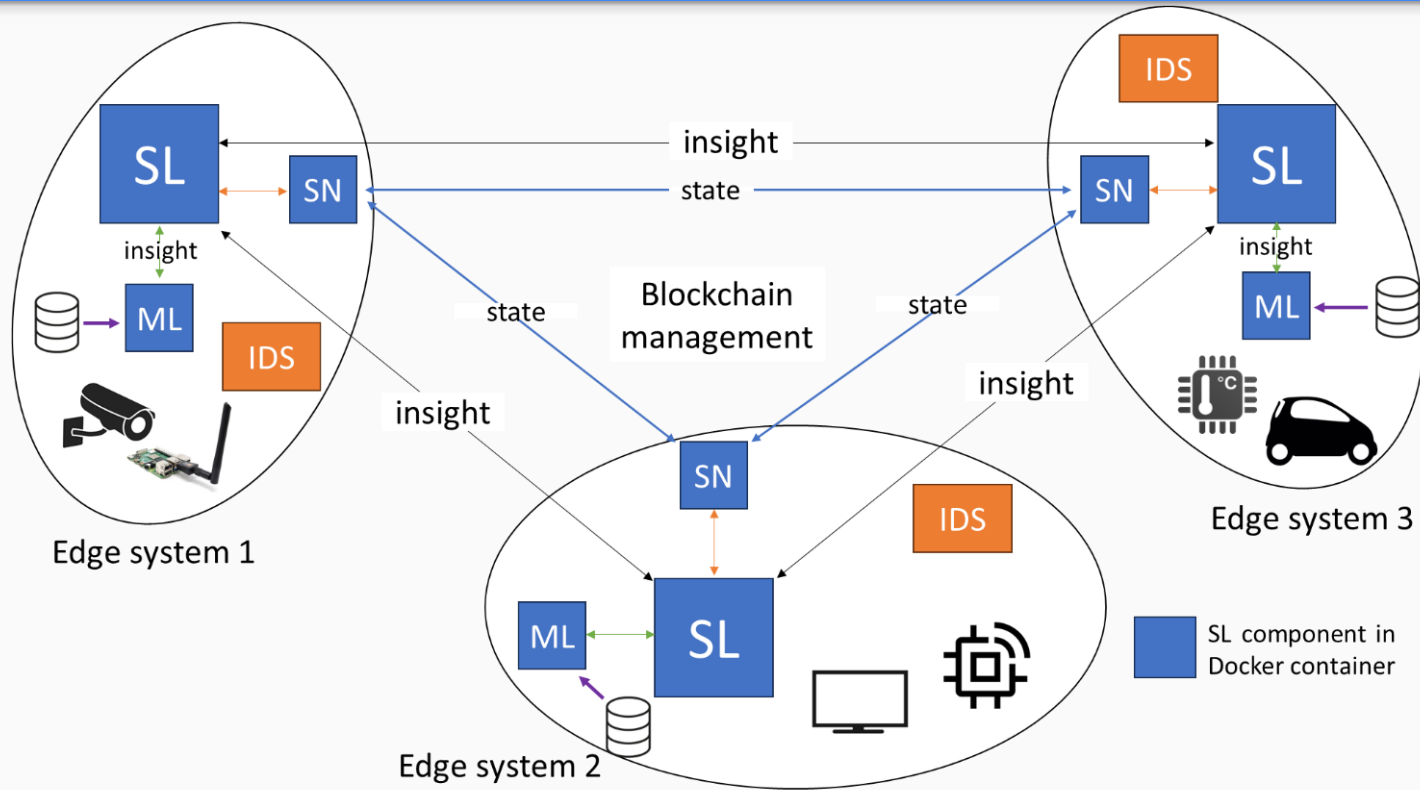 IDS
SL
insight
SL
SN
state
SN
insight
insight
ML
state
Blockchain
management
state
ML
IDS
insight
insight
SN
IDS
Edge system 1
Edge system 3
ML
SL
SL component in
Docker container
Edge system 2
°C